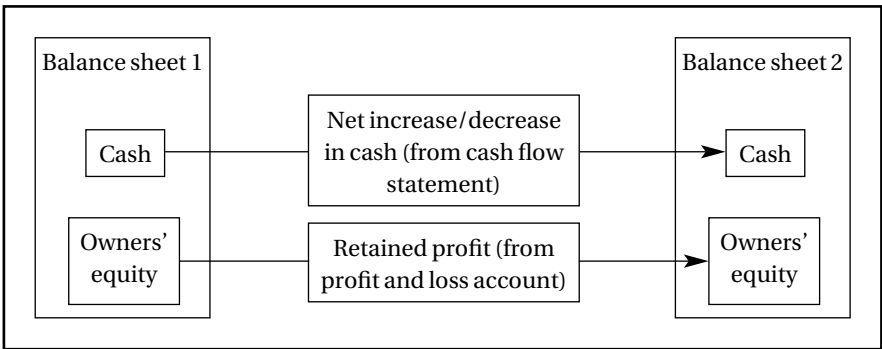 Balance sheet 1
Balance sheet 2
Cash
Net increase/decrease
in cash (from cash flow
statement)
Cash
Owners’
equity
Retained profit (from
profit and loss account)
Owners’
equity